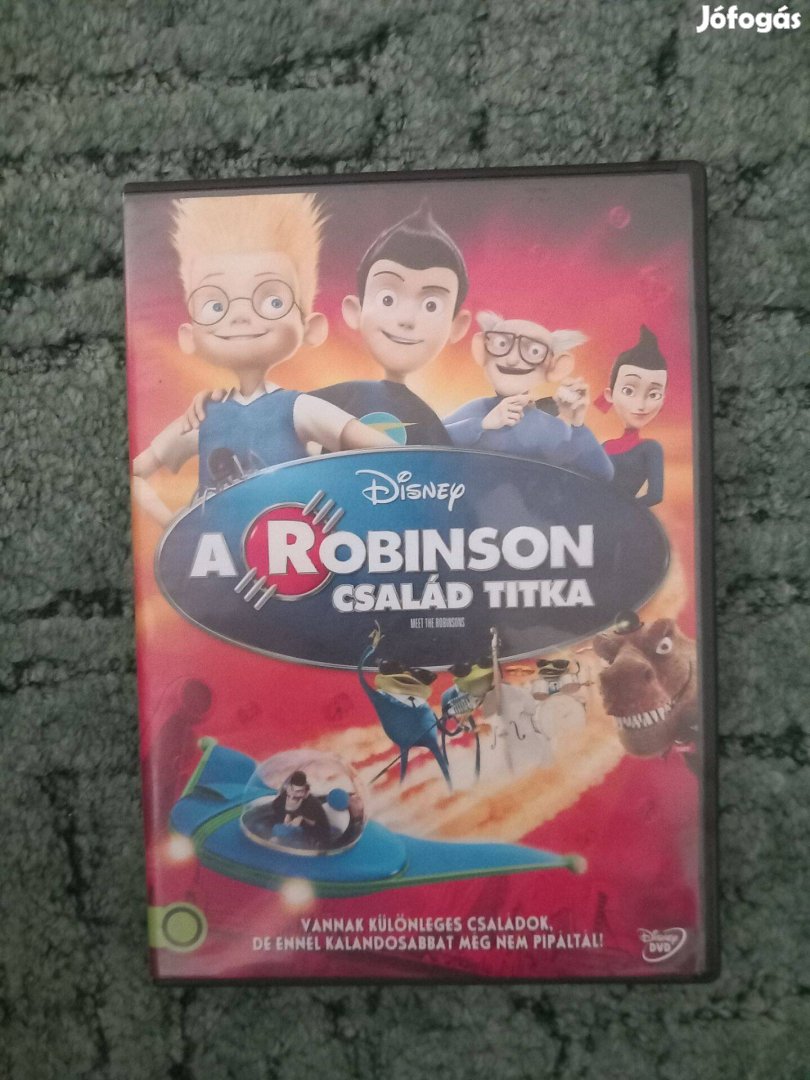 Jófogás
Disney
A ROBINSON
CSALÁD TITKA
MEET THE ROBINSONS
VANNAK KÜLÖNLEGES CSALÁDOK,
DE ENNÉL KALANDOSABBAT MÉG NEM PIPÁLTÁL!
Disney
DVD